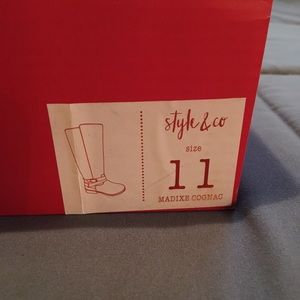 style & co
size
11
MADIXE COGNAC